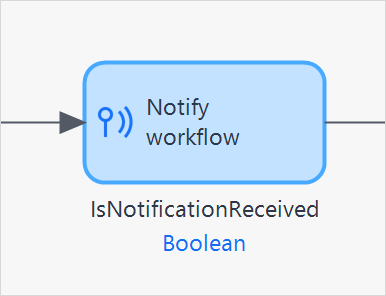 Notify
workflow
IsNotificationReceived
Boolean